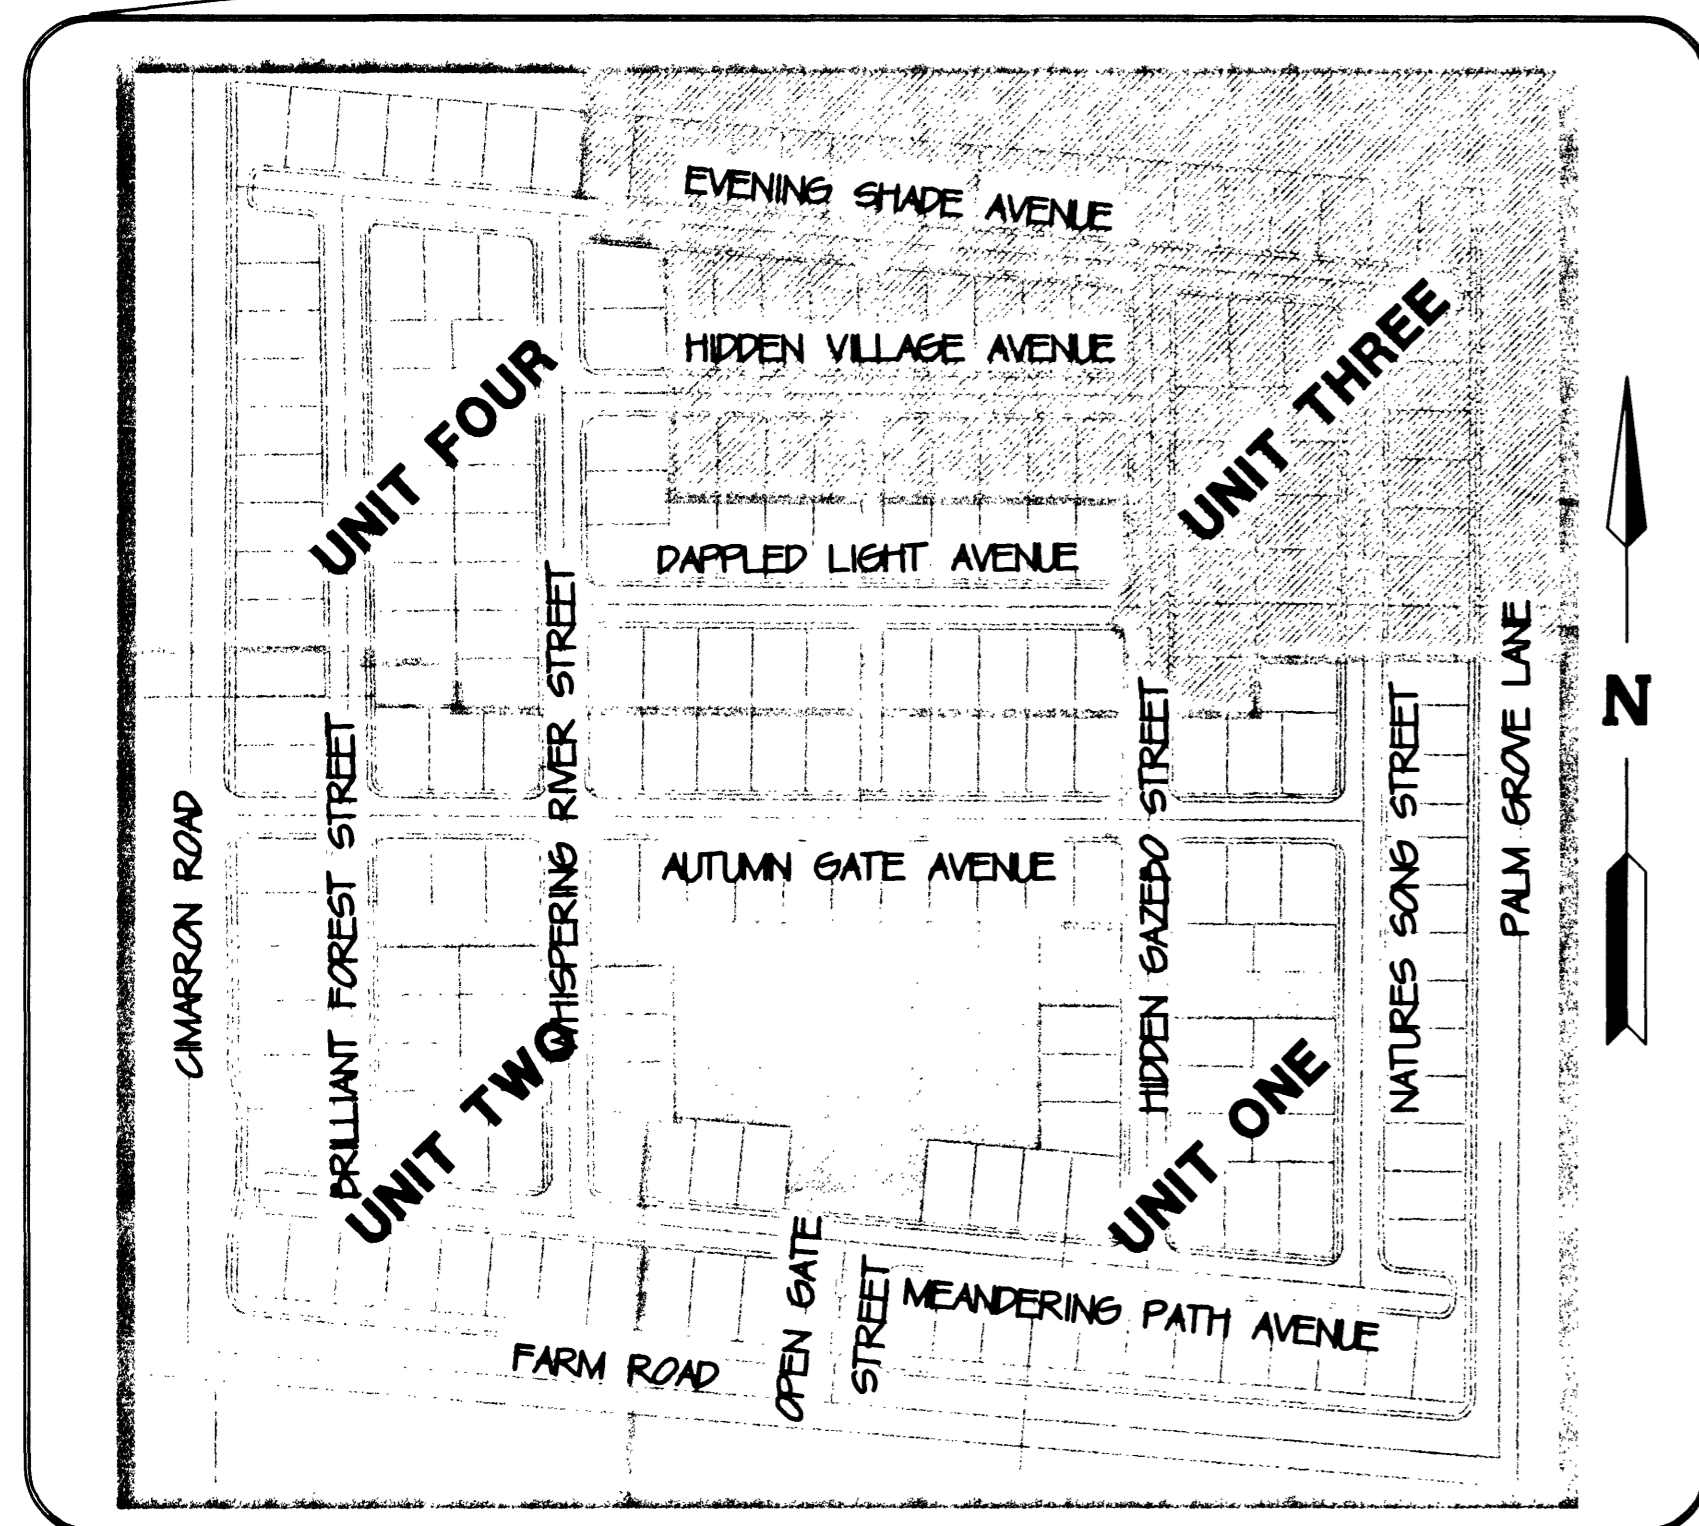 EVENING SHADE AVENUE
HIDDEN VILLAGE AVENUE
UNIT FOUR
UNIT THREE
DAPPLED LIGHT AVENUE
N
CIMARRON ROAD
BRILLIANT FOREST STREET
WHISPERING RIVER STREET
HIDDEN GAZEBO STREET
NATURES SONG STREET
PALM GROVE LANE
AUTUMN GATE AVENUE
UNIT TWO
UNIT ONE
OPEN GATE
STREET
MEANDERING PATH AVENUE
FARM ROAD